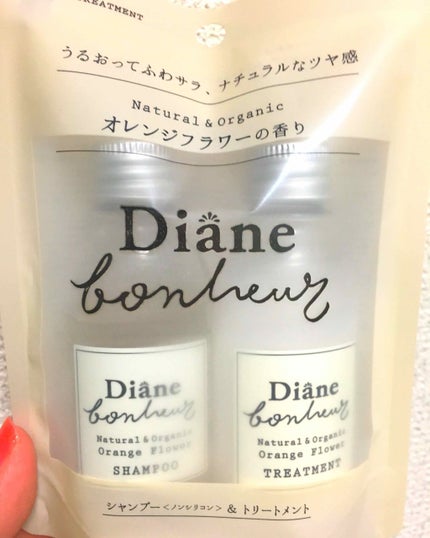 TREATMENT
うるおってふわサラ、ナチュラルなツヤ感
Natural & Organic
オレンジフラワーの香り
Diane
bonheur
Diane
bonheur
Natural & Organic
Orange Flower
SHAMPOO
Diane
bonheur
Natural & Organic
Orange Flower
TREATMENT
シャンプー＜ノンシリコン＞ & トリートメント